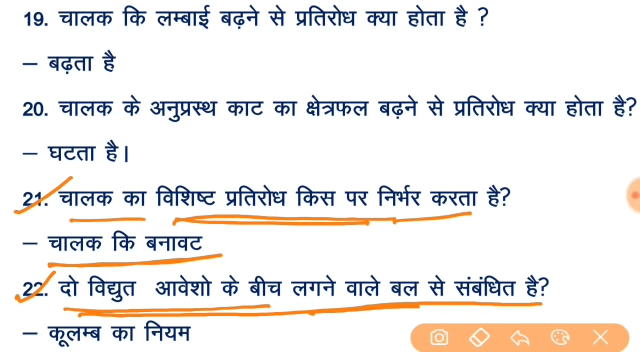 19. चालक कि लम्बाई बढ़ने से प्रतिरोध क्या होता है ?
– बढ़ता है
20. चालक के अनुप्रस्थ काट का क्षेत्रफल बढ़ने से प्रतिरोध क्या होता है?
– घटता है।
21. चालक का विशिष्ट प्रतिरोध किस पर निर्भर करता है?
– चालक कि बनावट
22. दो विद्युत आवेशो के बीच लगने वाले बल से संबंधित है?
– कूलम्ब का नियम